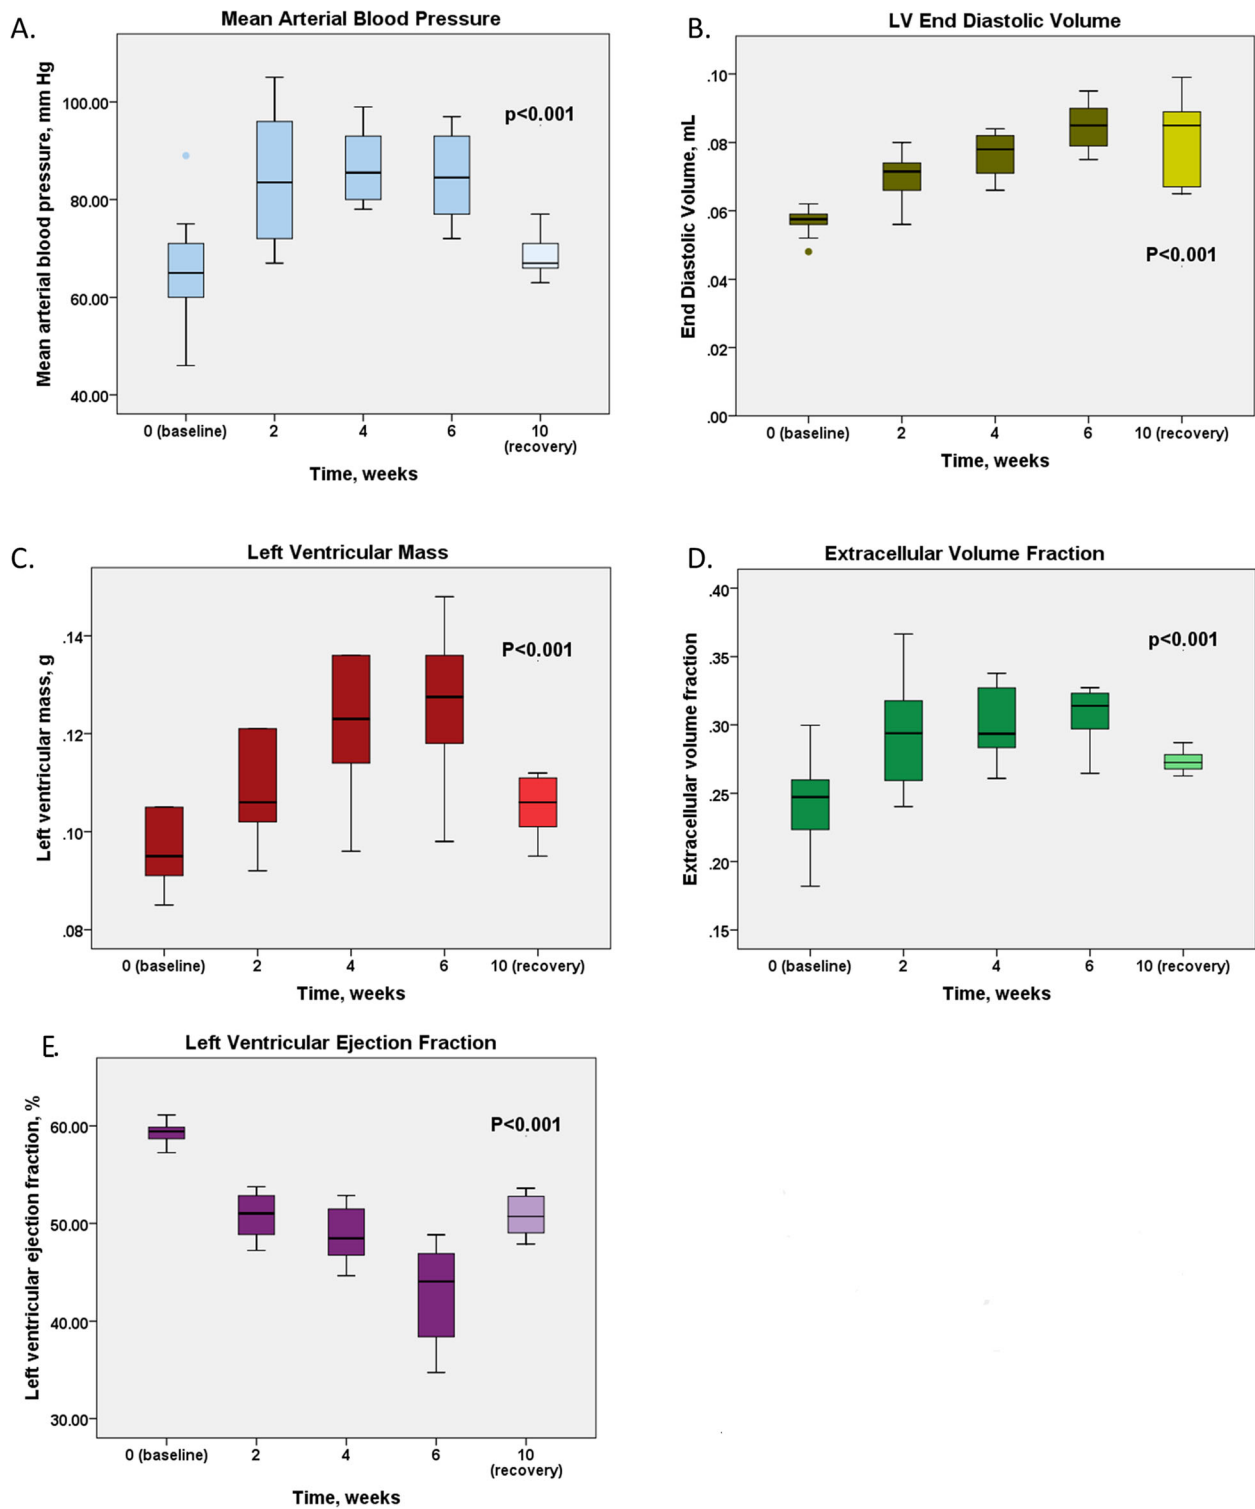 A.
Mean Arterial Blood Pressure
Mean arterial blood pressure, mm Hg
100.00
80.00
60.00
40.00
p<0.001
0 (baseline) 2 4 6 10
(recovery)
Time, weeks
B.
LV End Diastolic Volume
End Diastolic Volume, mL
.10
.08
.06
.04
.02
.00
P<0.001
0 (baseline) 2 4 6 10 (recovery)
Time, weeks
C.
Left Ventricular Mass
Left ventricular mass, g
.14
.12
.10
.08
P<0.001
0 (baseline) 2 4 6 10 (recovery)
Time, weeks
D.
Extracellular Volume Fraction
Extracellular volume fraction
.40
.35
.30
.25
.20
.15
p<0.001
0 (baseline) 2 4 6 10 (recovery)
Time, weeks
E.
Left Ventricular Ejection Fraction
Left ventricular ejection fraction, %
60.00
50.00
40.00
30.00
P<0.001
0 (baseline) 2 4 6 10
(recovery)
Time, weeks